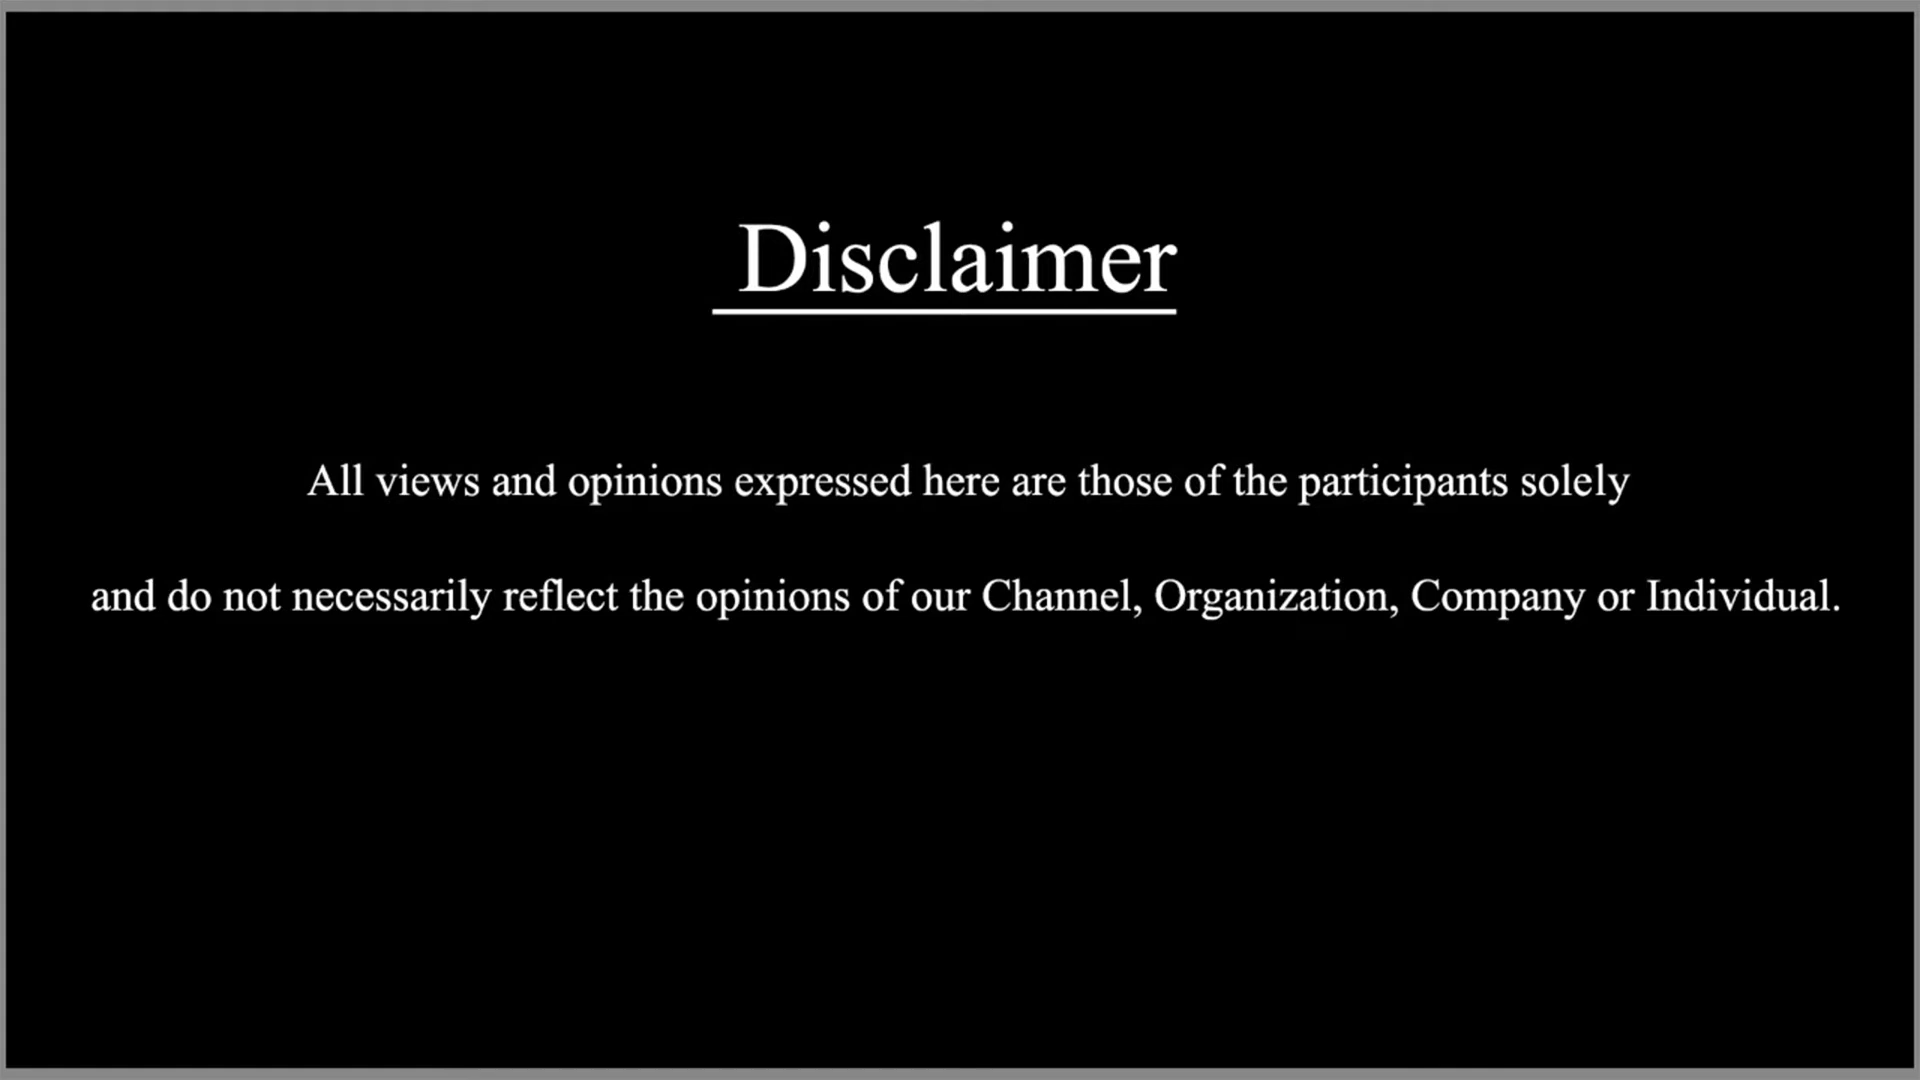 Disclaimer
All views and opinions expressed here are those of the participants solely
and do not necessarily reflect the opinions of our Channel, Organization, Company or Individual.